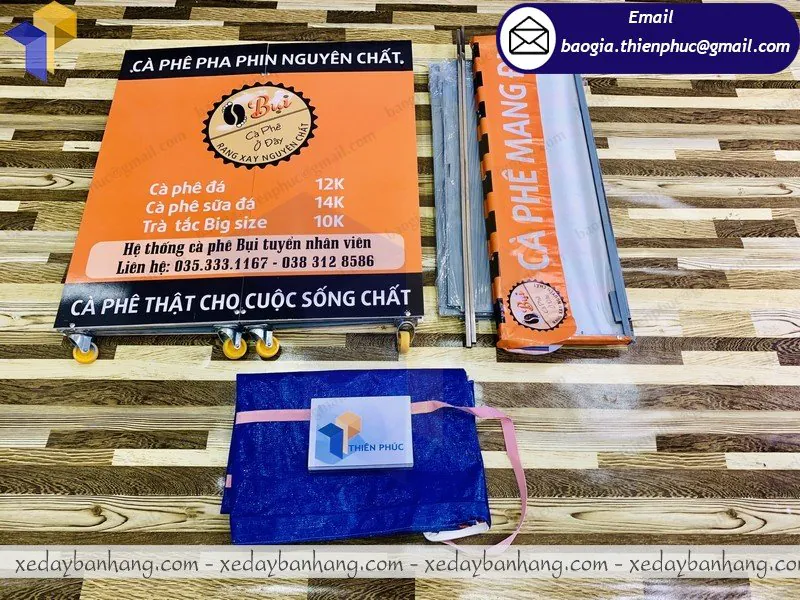 Email
baogia.thienphuc@gmail.com
.CÀ PHÊ PHA PHIN NGUYÊN CHẤT.
Bụi
Cà Phê
Ở Đây
RANG XAY NGUYÊN CHẤT
Cà phê đá 12K
Cà phê sữa đá 14K
Trà tắc Big size 10K
Hệ thống cà phê Bụi tuyển nhân viên
Liên hệ: 035.333.1167 - 038 312 8586
CÀ PHÊ THẬT CHO CUỘC SỐNG CHẤT
CÀ PHÊ MANG
Bụi
THIÊN PHÚC
xedaybanhang.com - xedaybanhang.com - xedaybanhang.com - xedaybanhang.com